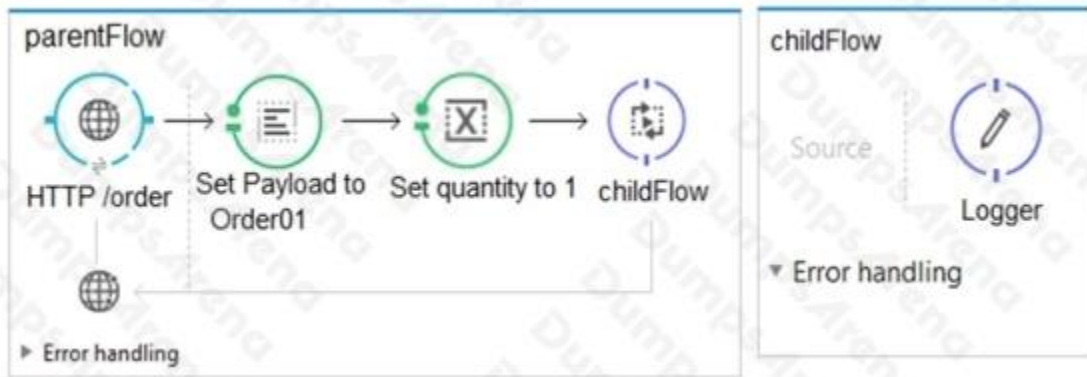 parentFlow
HTTP /order
Set Payload to
Order01
Set quantity to 1
childFlow
Error handling
childFlow
Source
Logger
Error handling
DumpsArena